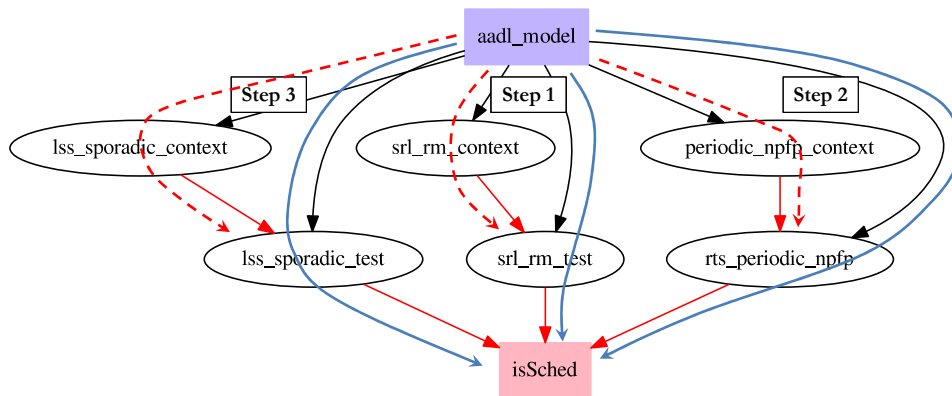 aadl_model
Step 3
Step 1
Step 2
lss_sporadic_context
srl_rm_context
periodic_npfp_context
lss_sporadic_test
srl_rm_test
rts_periodic_npfp
isSched